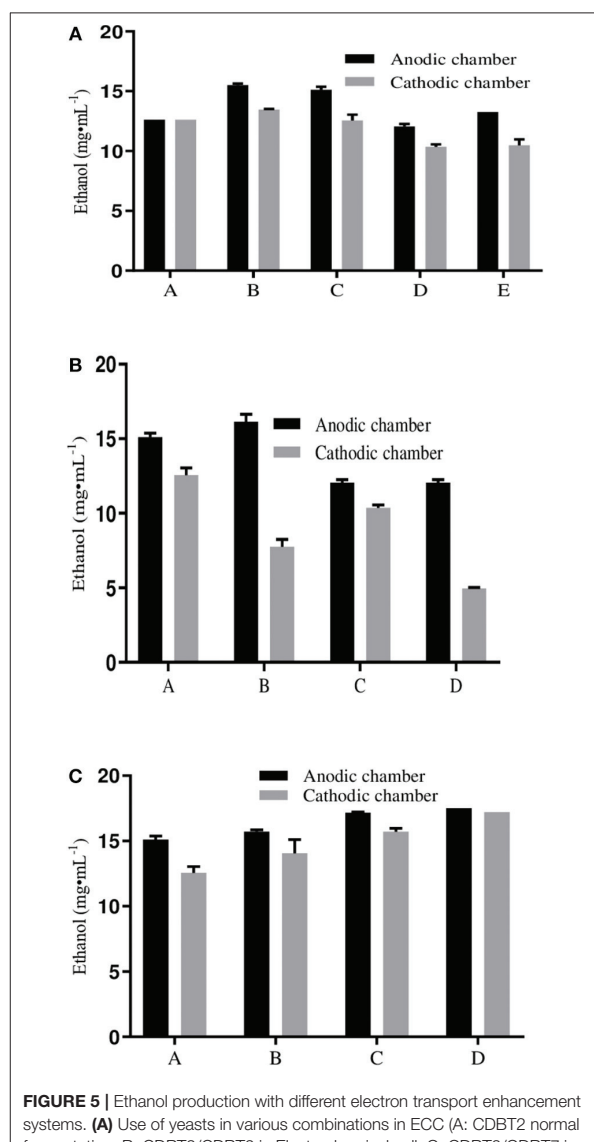 A
20
15
10
5
0
Ethanol (mg•mL⁻¹)
Anodic chamber
Cathodic chamber
A B C D E
B
20
15
10
5
0
Ethanol (mg•mL⁻¹)
Anodic chamber
Cathodic chamber
A B C D
C
20
15
10
5
0
Ethanol (mg•mL⁻¹)
Anodic chamber
Cathodic chamber
A B C D
FIGURE 5 | Ethanol production with different electron transport enhancement
systems. (A) Use of yeasts in various combinations in ECC (A: CDBT2 normal